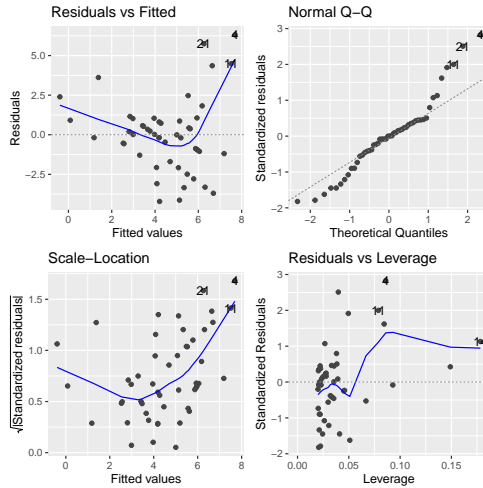 Residuals vs Fitted
4
21
5.0
11
2.5
0.0
−2.5
0 2 4 6 8
Fitted values
Residuals
Normal Q−Q
3
4
21
2
11
1
0
−1
−2
−2 −1 0 1 2
Theoretical Quantiles
Standardized residuals
Scale−Location
4
21
1.5
11
1.0
0.5
0.0
0 2 4 6 8
Fitted values
√|Standardized residuals|
Residuals vs Leverage
3
4
2
21
1
0
−1
−2
0.00 0.05 0.10 0.15
Leverage
Standardized Residuals